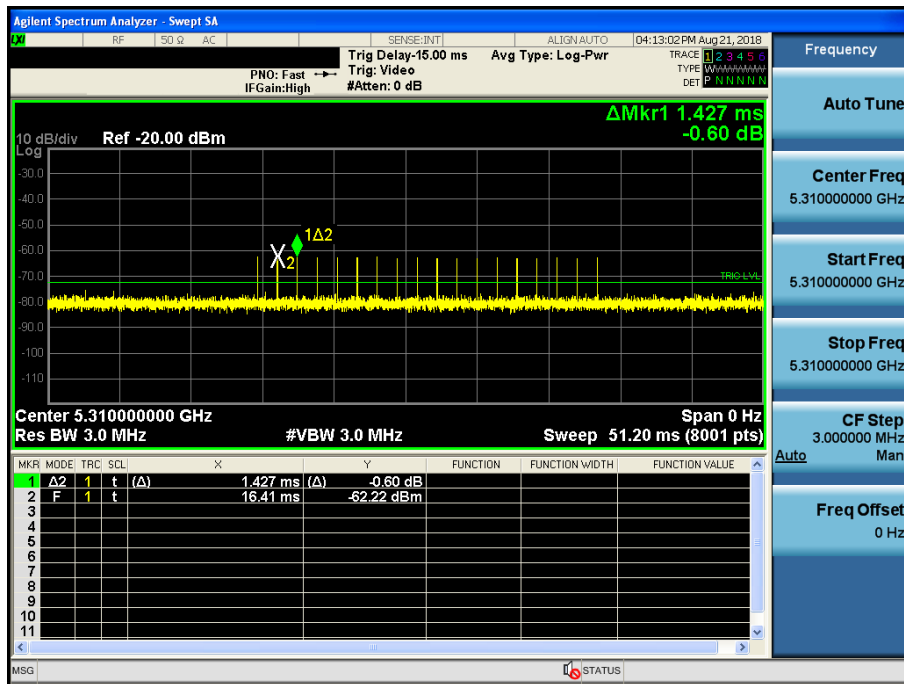 Agilent Spectrum Analyzer - Swept SA
LXI RF 50 Ω AC SENSE:INT ALIGNAUTO 04:13:02 PM Aug 21, 2018
Frequency
Trig Delay-15.00 ms Avg Type: Log-Pwr TRACE 1 2 3 4 5 6
PNO: Fast Trig: Video TYPE WWWWWW
IFGain:High #Atten: 0 dB DET P N N N N N
Auto Tune
ΔMkr1 1.427 ms
-0.60 dB
10 dB/div Ref -20.00 dBm
Log
-30.0
-40.0
-50.0
-60.0
-70.0
-80.0
-90.0
-100
-110
1Δ2
2
TRIG LVL
Center Freq
5.310000000 GHz
Start Freq
5.310000000 GHz
Stop Freq
5.310000000 GHz
Center 5.310000000 GHz Span 0 Hz
Res BW 3.0 MHz #VBW 3.0 MHz Sweep 51.20 ms (8001 pts)
CF Step
3.000000 MHz
Auto Man
MKR MODE TRC SCL X Y FUNCTION FUNCTION WIDTH FUNCTION VALUE
1 Δ2 1 t (Δ) 1.427 ms (Δ) -0.60 dB
2 F 1 t 16.41 ms -62.22 dBm
3
4
5
6
7
8
9
10
11
Freq Offset
0 Hz
MSG STATUS